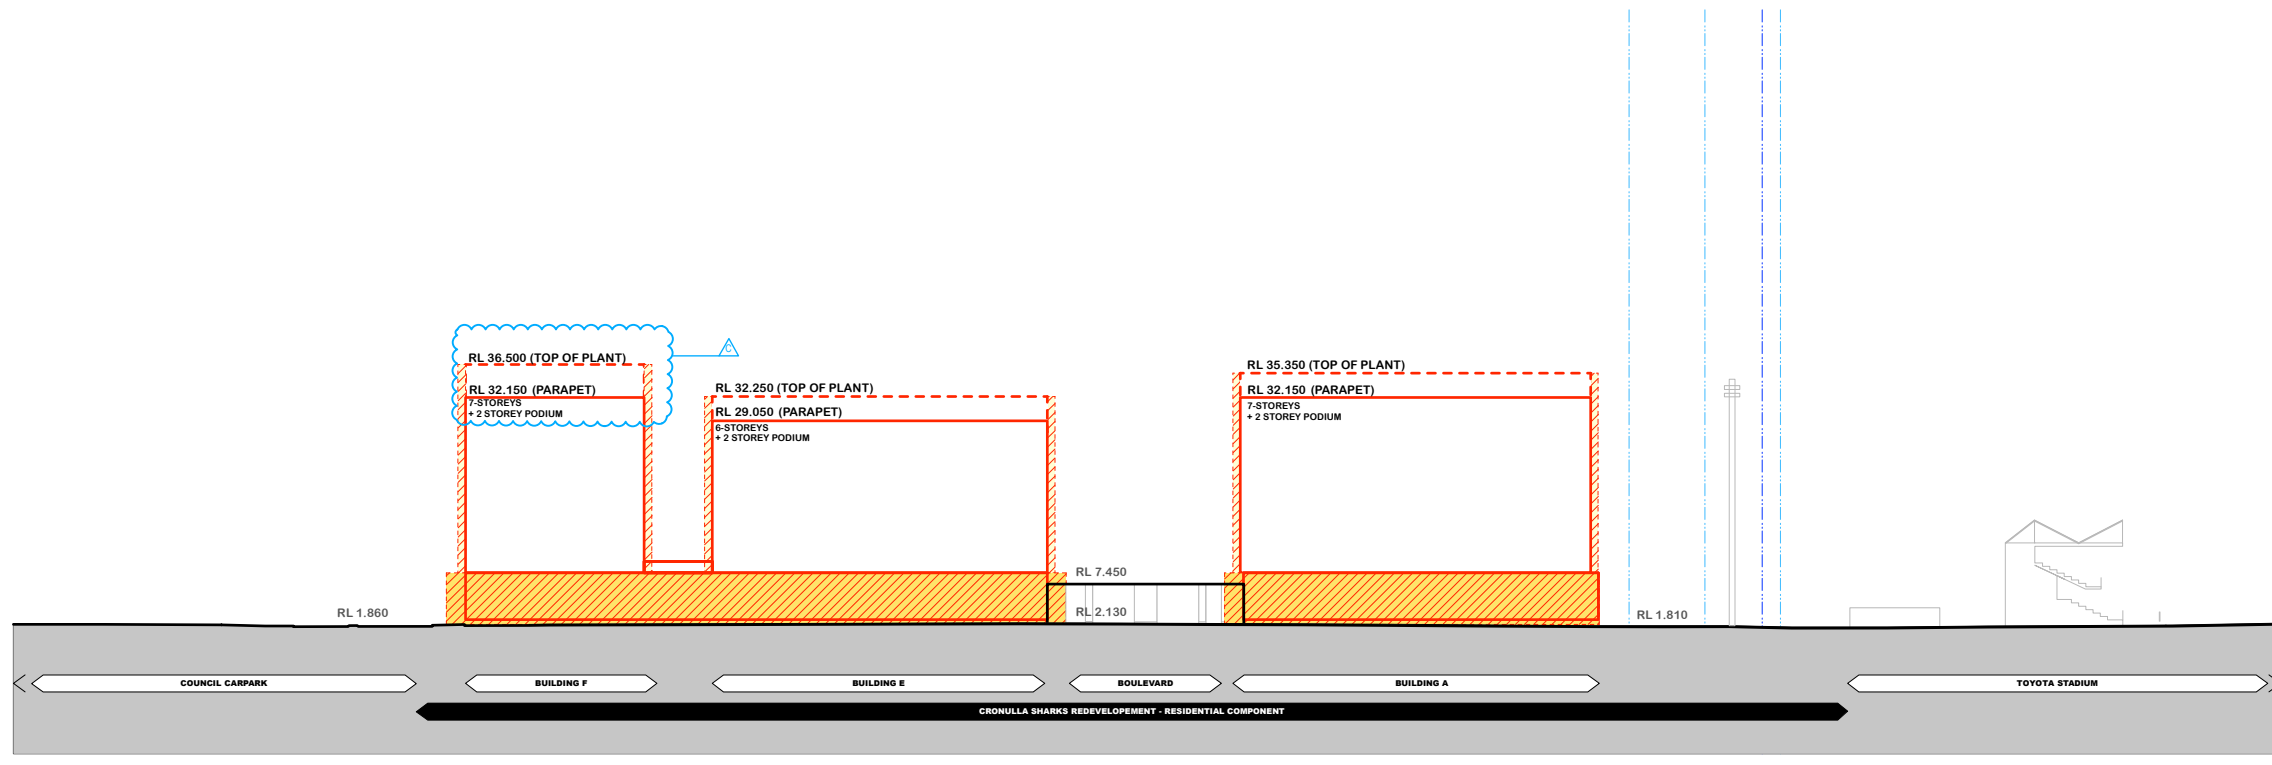 C
RL 36.500 (TOP OF PLANT)
RL 32.150 (PARAPET)
7-STOREYS
+ 2 STOREY PODIUM
RL 32.250 (TOP OF PLANT)
RL 29.050 (PARAPET)
6-STOREYS
+ 2 STOREY PODIUM
RL 35.350 (TOP OF PLANT)
RL 32.150 (PARAPET)
7-STOREYS
+ 2 STOREY PODIUM
RL 7.450
RL 2.130
RL 1.860
RL 1.810
COUNCIL CARPARK
BUILDING F
BUILDING E
BOULEVARD
BUILDING A
TOYOTA STADIUM
CRONULLA SHARKS REDEVELOPEMENT - RESIDENTIAL COMPONENT